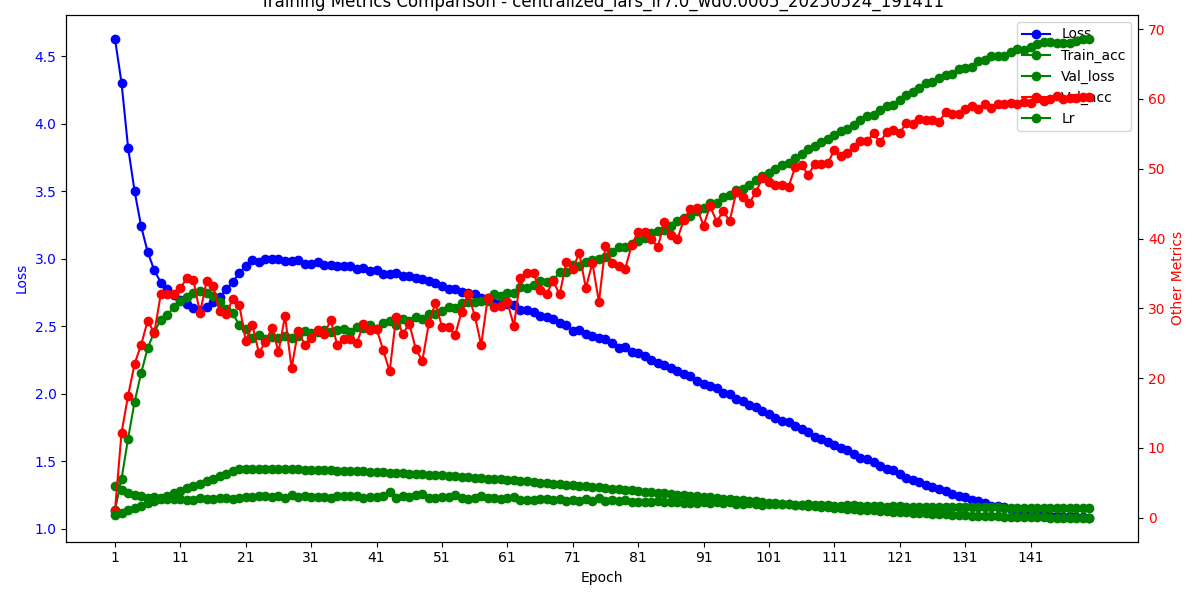 Training Metrics Comparison - centralized_lars_lr7.0_wd0.0005_20250524_191411
Loss
Train_acc
Val_loss
Val_acc
Lr
4.5
4.0
3.5
3.0
2.5
2.0
1.5
1.0
Loss
70
60
50
40
30
20
10
0
Other Metrics
1 11 21 31 41 51 61 71 81 91 101 111 121 131 141
Epoch